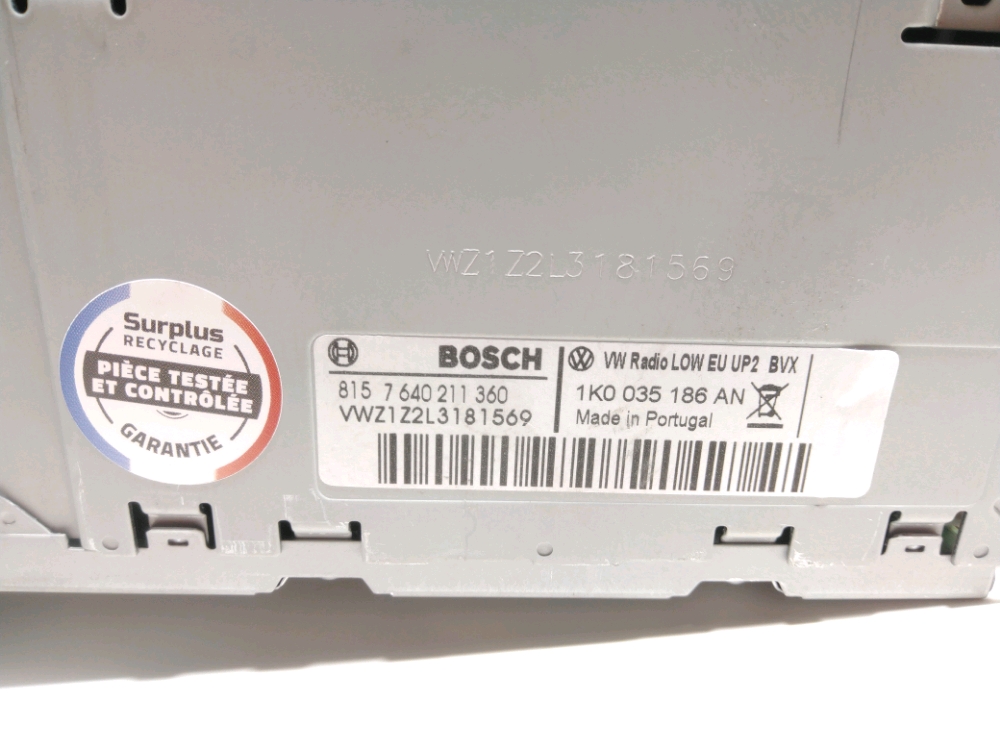 VWZ1Z2L3181569
Surplus
RECYCLAGE
PIÈCE TESTÉE
ET CONTRÔLÉE
GARANTIE
BOSCH
815 7 640 211 360
VWZ1Z2L3181569
VW Radio LOW EU UP2 BVX
1K0 035 186 AN
Made in Portugal